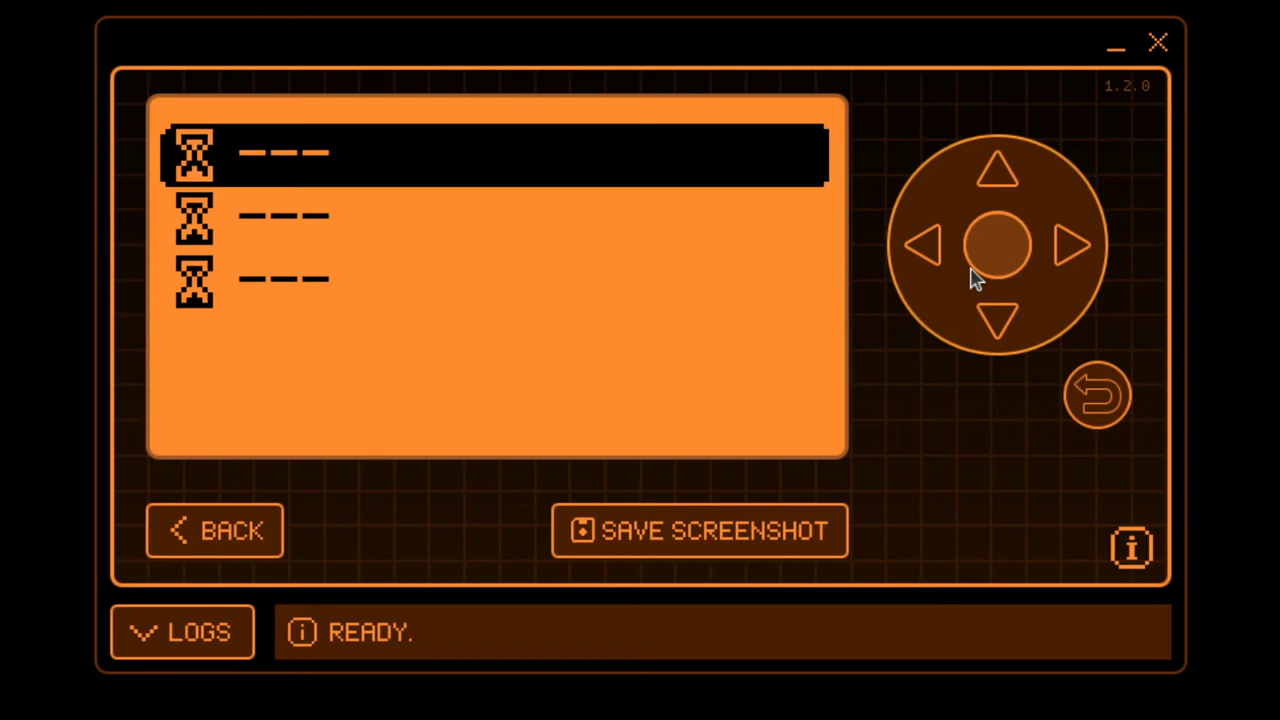 1.2.0
---
---
---
BACK
SAVE SCREENSHOT
LOGS
READY.